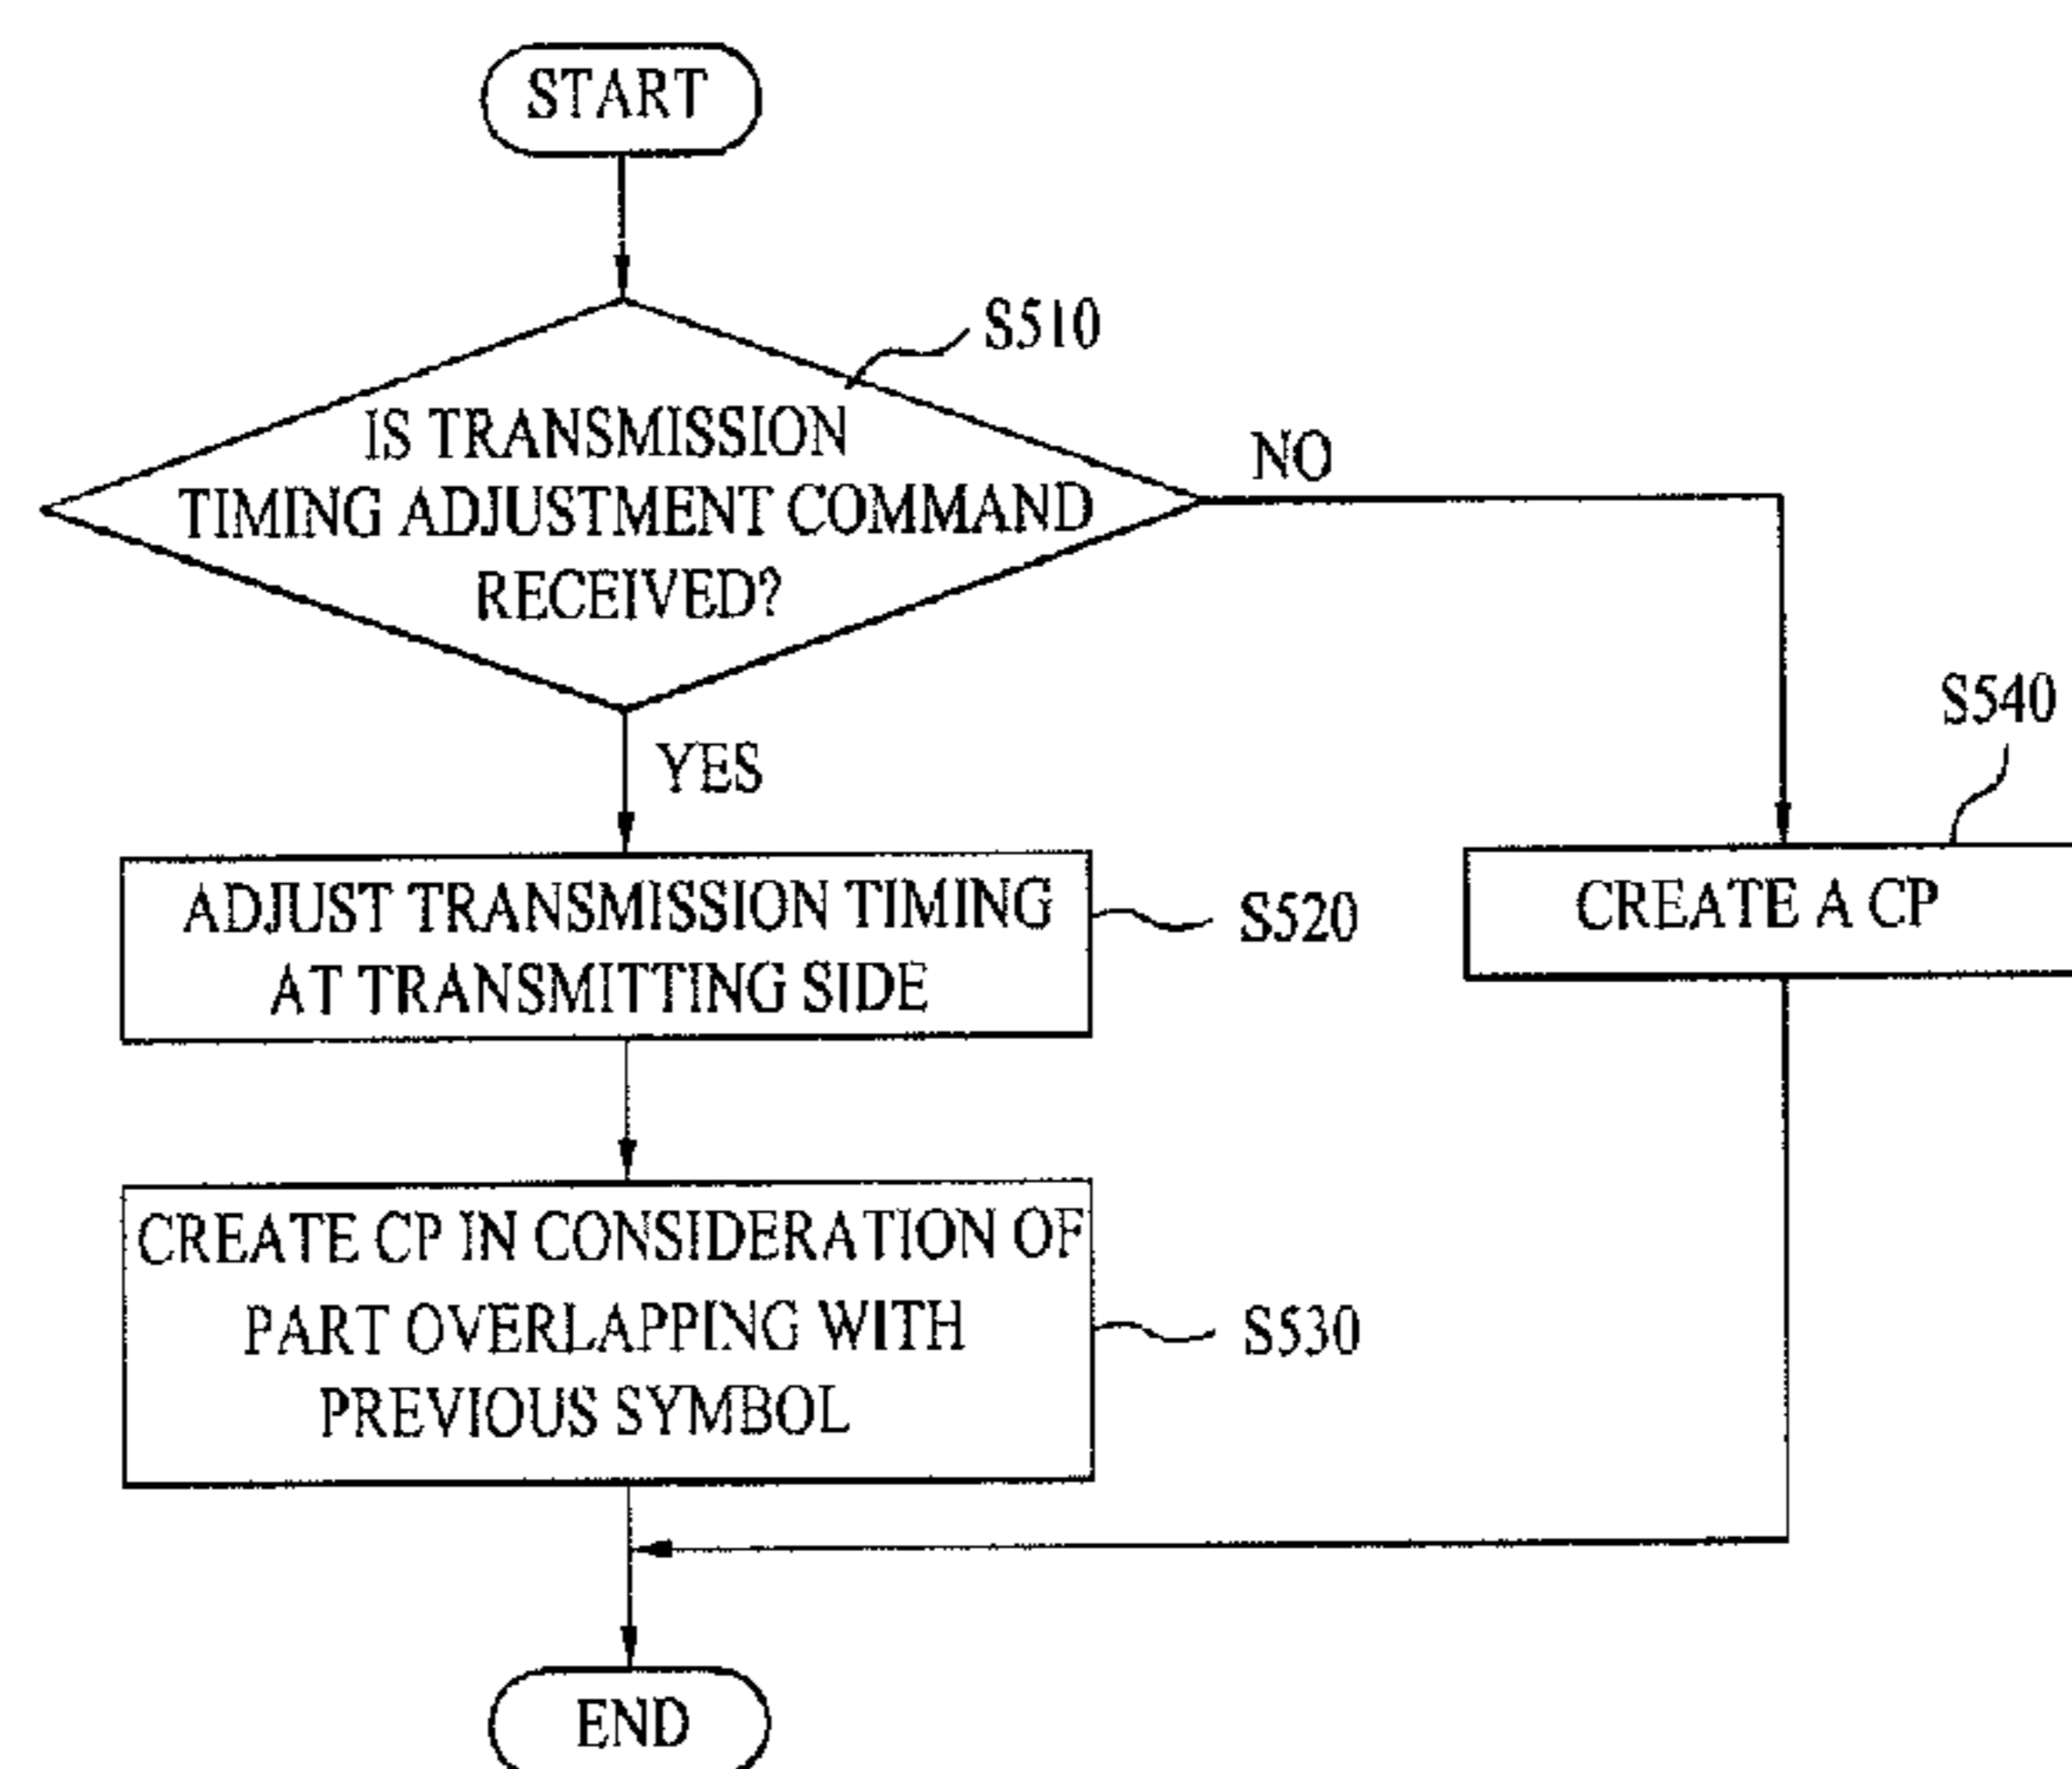 START
S510
IS TRANSMISSION
TIMING ADJUSTMENT COMMAND
RECEIVED?
NO
YES
S540
ADJUST TRANSMISSION TIMING
AT TRANSMITTING SIDE
S520
CREATE A CP
CREATE CP IN CONSIDERATION OF
PART OVERLAPPING WITH
PREVIOUS SYMBOL
S530
END